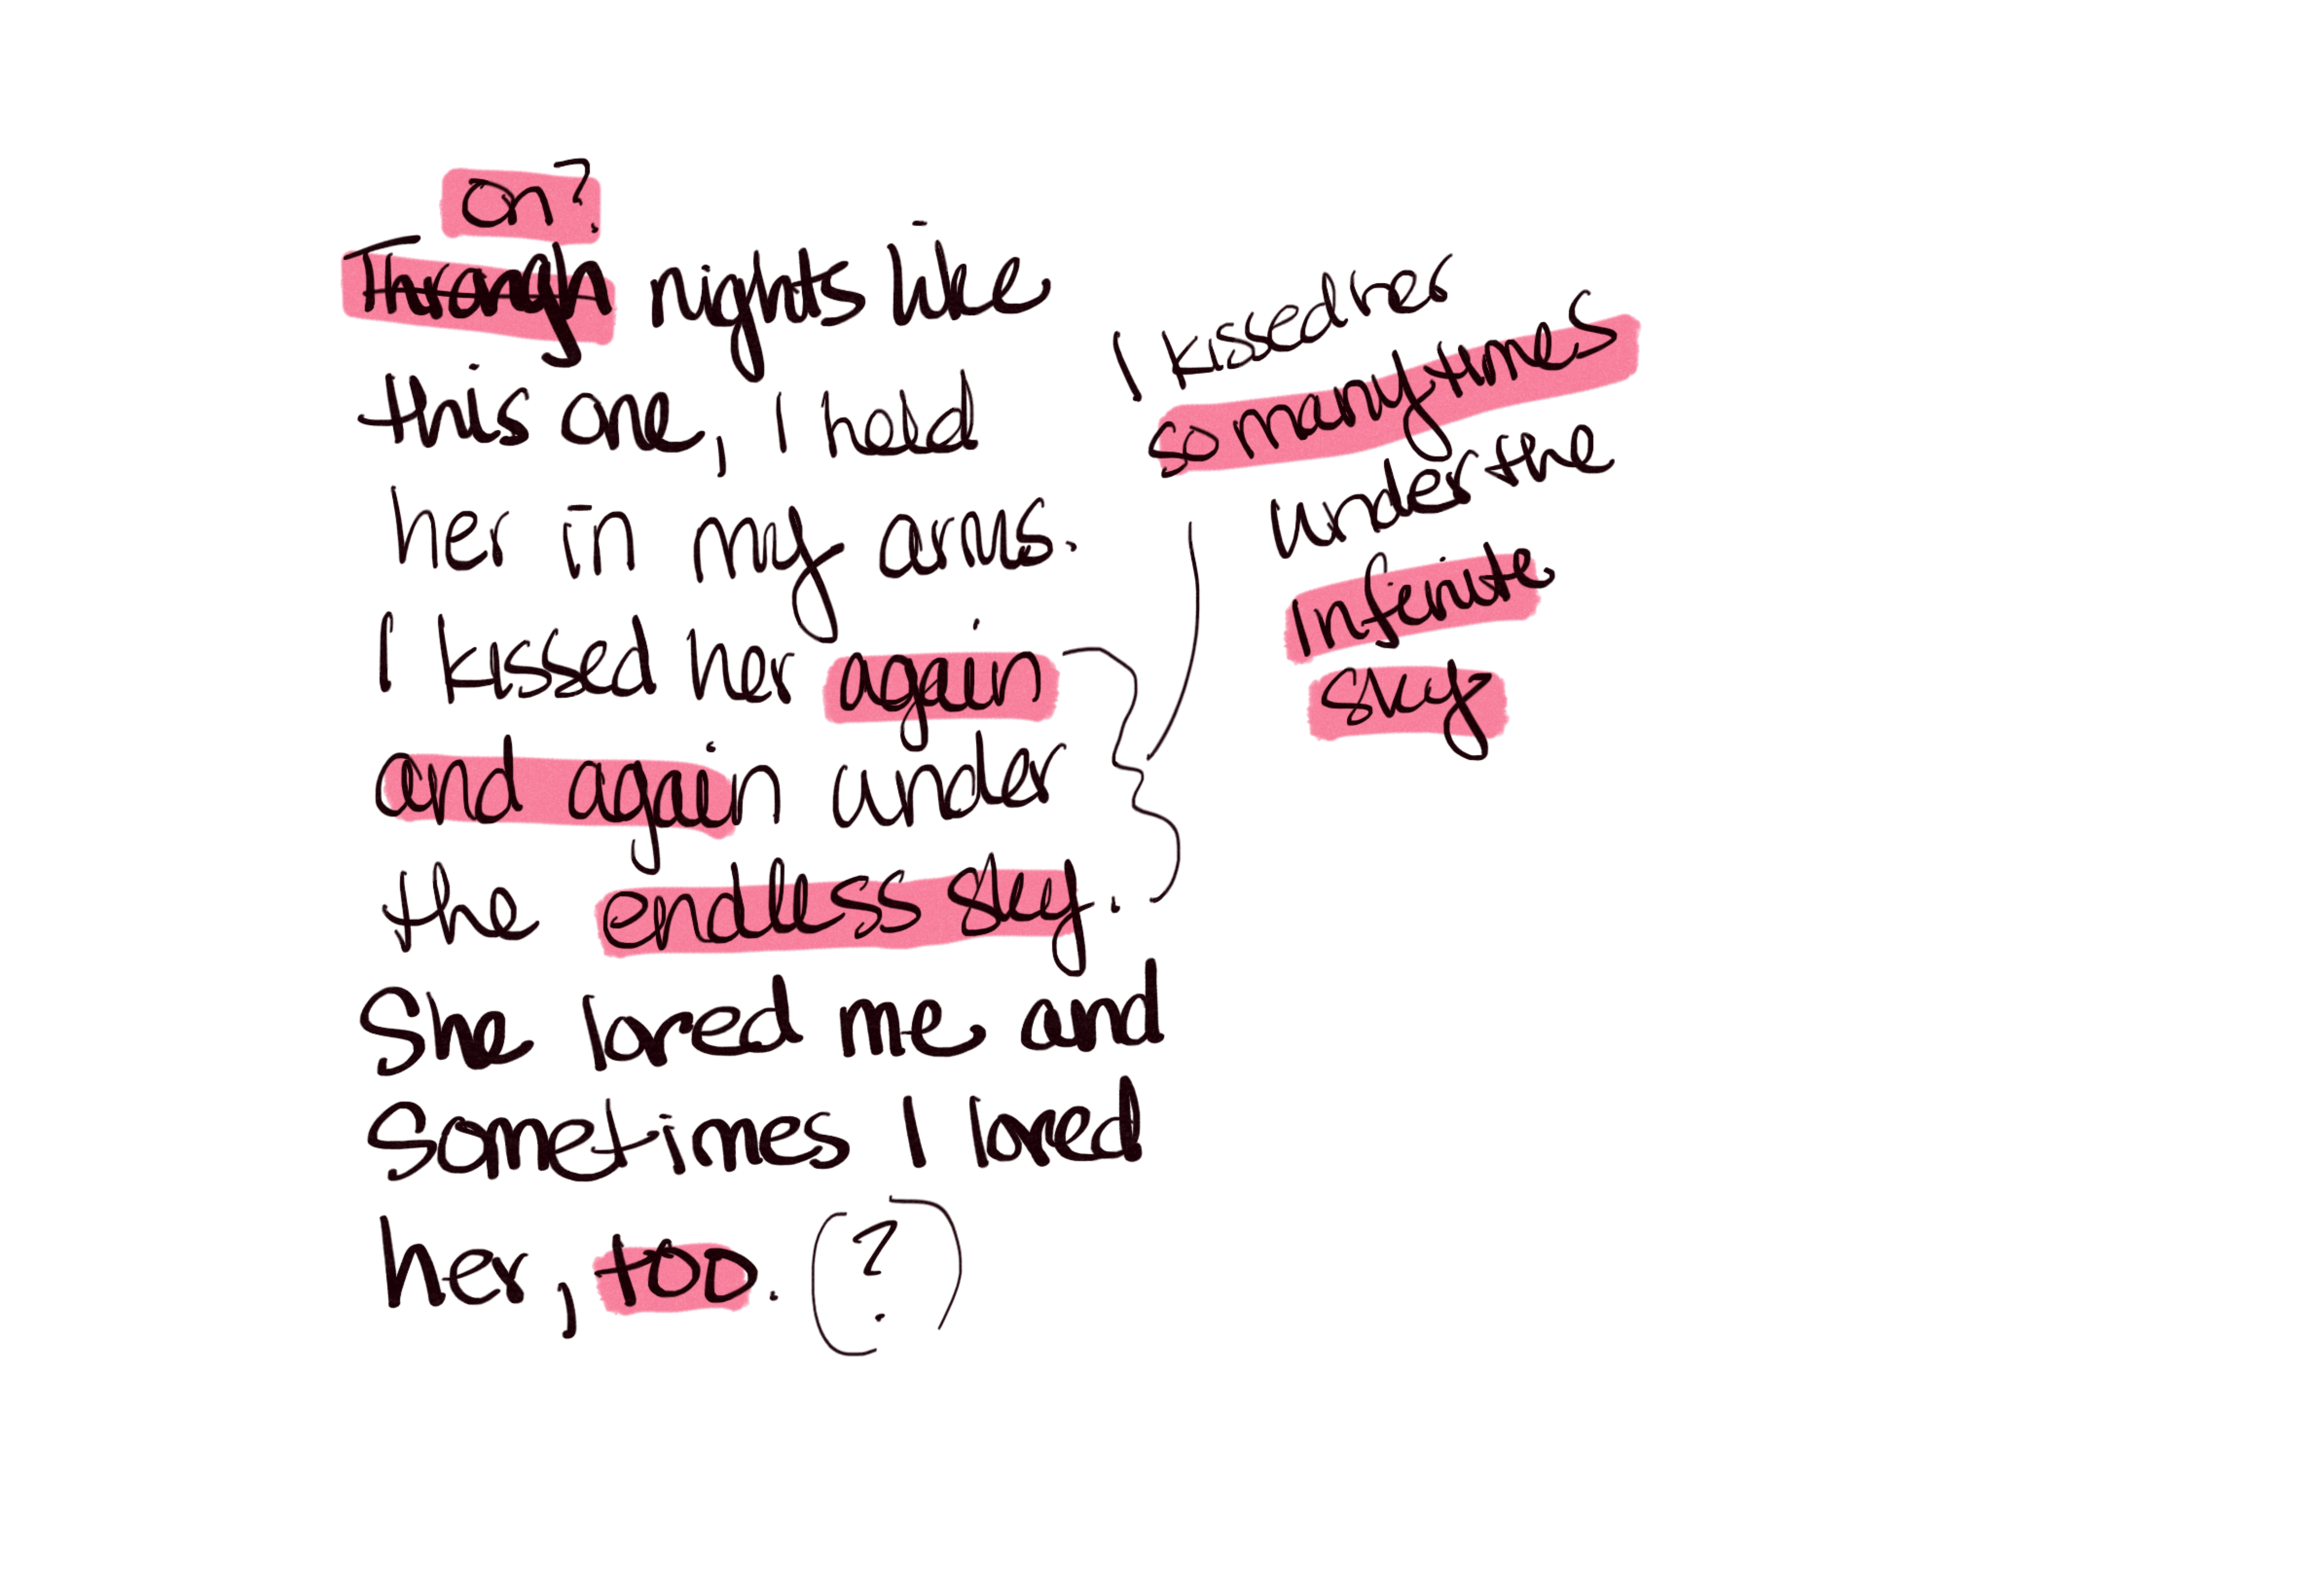 on?
Through nights like
this one, I held
her in my arms.
I kissed her again
and again under
the endless sky.
She loved me and
Sometimes I loved
her, too. (?)
I kissed her
so many times
under the
Infinite
sky